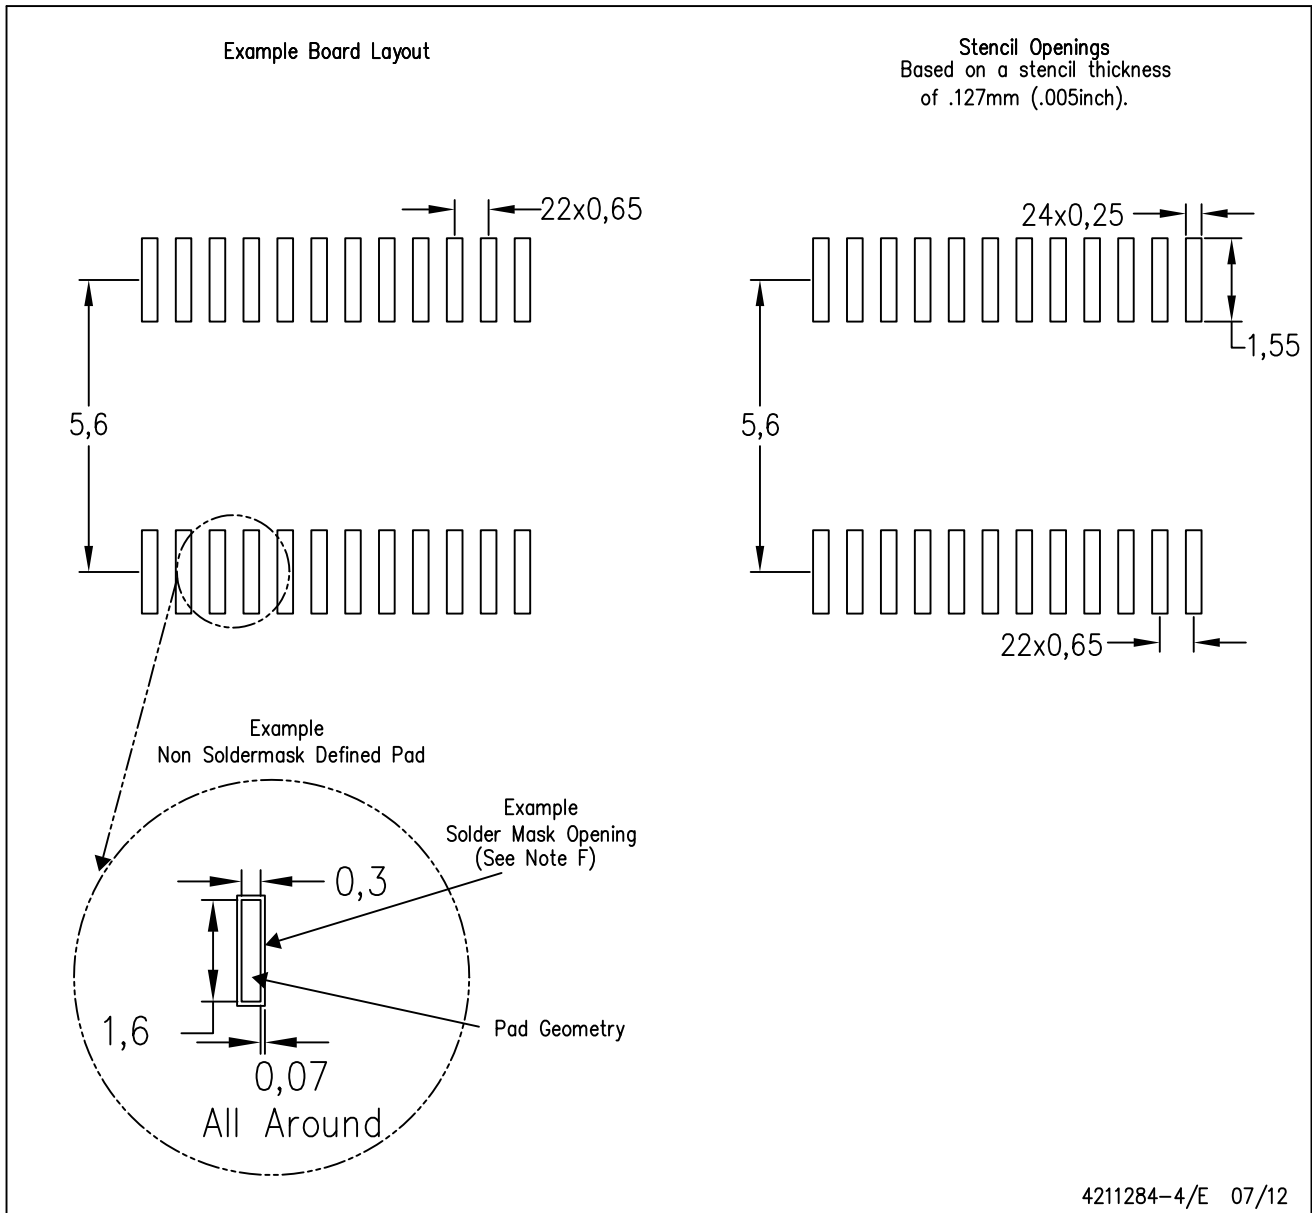 Example Board Layout
Stencil Openings
Based on a stencil thickness
of .127mm (.005inch).
22x0,65
24x0,25
1,55
5,6
5,6
22x0,65
Example
Non Soldermask Defined Pad
Example
Solder Mask Opening
(See Note F)
0,3
1,6
Pad Geometry
0,07
All Around
4211284-4/E 07/12